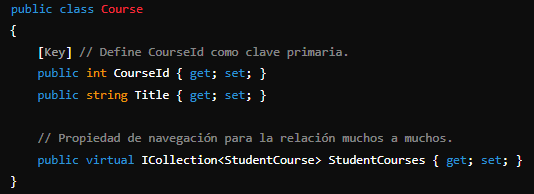 public class Course
{
[Key] // Define CourseId como clave primaria.
public int CourseId { get; set; }
public string Title { get; set; }
// Propiedad de navegación para la relación muchos a muchos.
public virtual ICollection<StudentCourse> StudentCourses { get; set; }
}